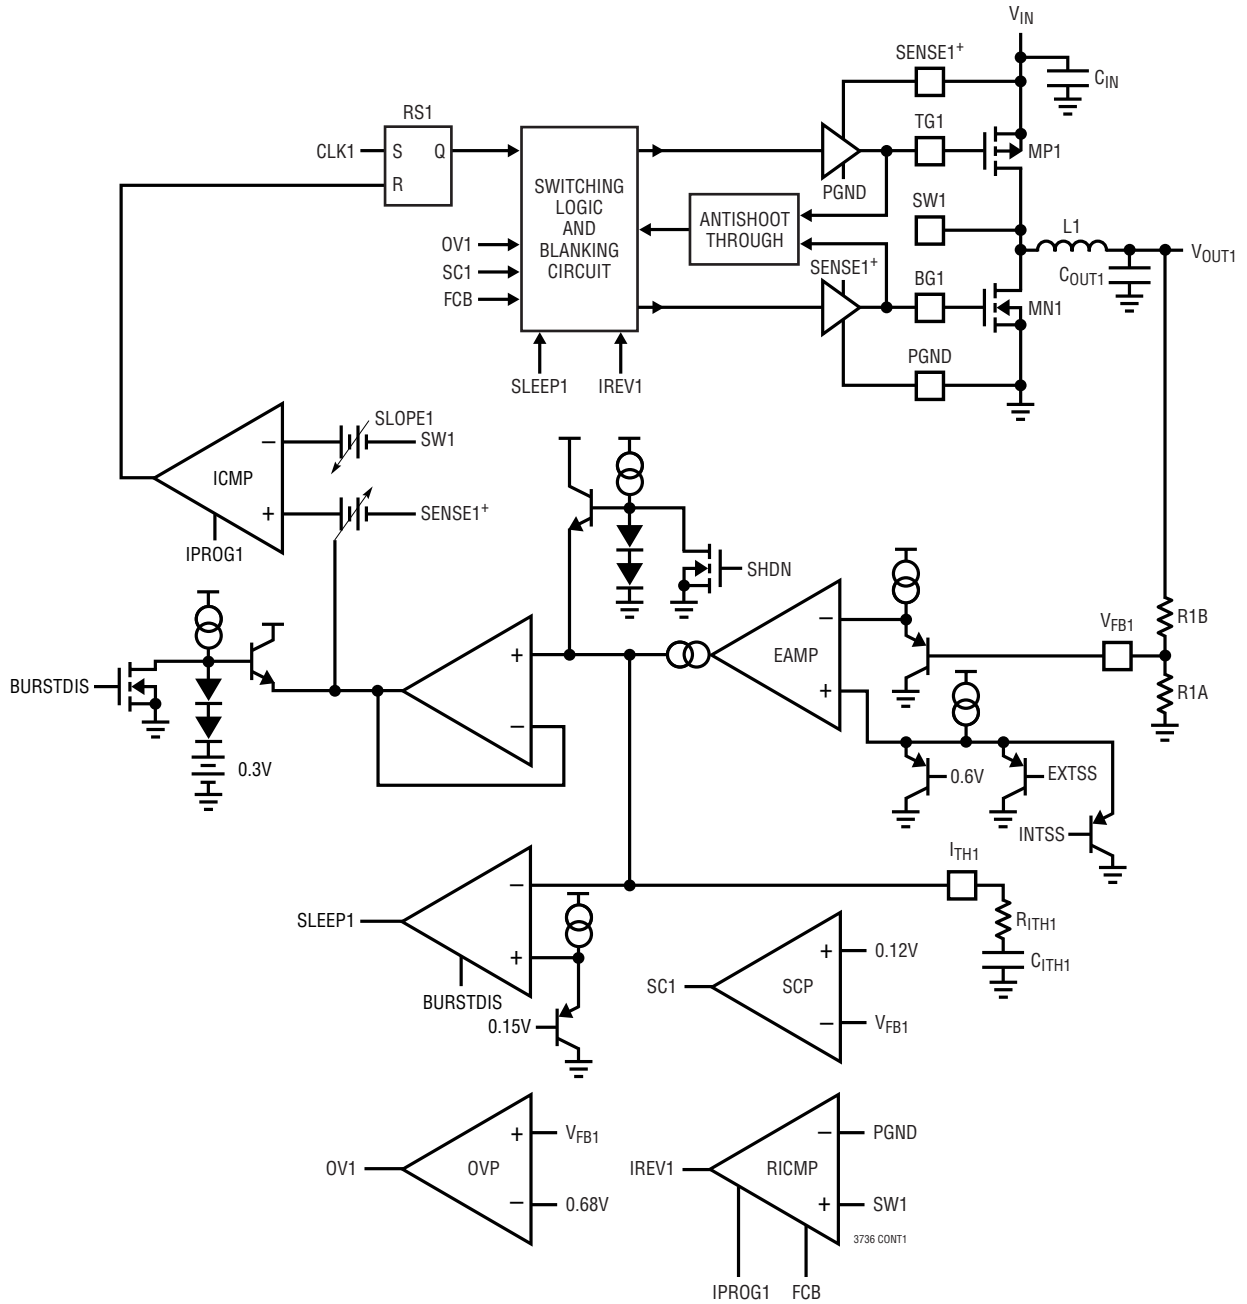 VIN
SENSE1+
CIN
RS1
TG1
CLK1
S
Q
R
MP1
SWITCHING
LOGIC
AND
BLANKING
CIRCUIT
PGND
ANTISHOOT
THROUGH
SW1
L1
OV1
SC1
FCB
SENSE1+
BG1
VOUT1
COUT1
MN1
PGND
SLEEP1
IREV1
SLOPE1
–
SW1
ICMP
+
SENSE1+
IPROG1
SHDN
–
EAMP
+
VFB1
R1B
R1A
BURSTDIS
+
–
0.3V
0.6V
EXTSS
INTSS
ITH1
–
SLEEP1
+
BURSTDIS
0.15V
RITH1
CITH1
+
0.12V
SC1
SCP
–
VFB1
+
VFB1
OV1
OVP
–
0.68V
–
PGND
IREV1
RICMP
+
SW1
3736 CONT1
IPROG1
FCB